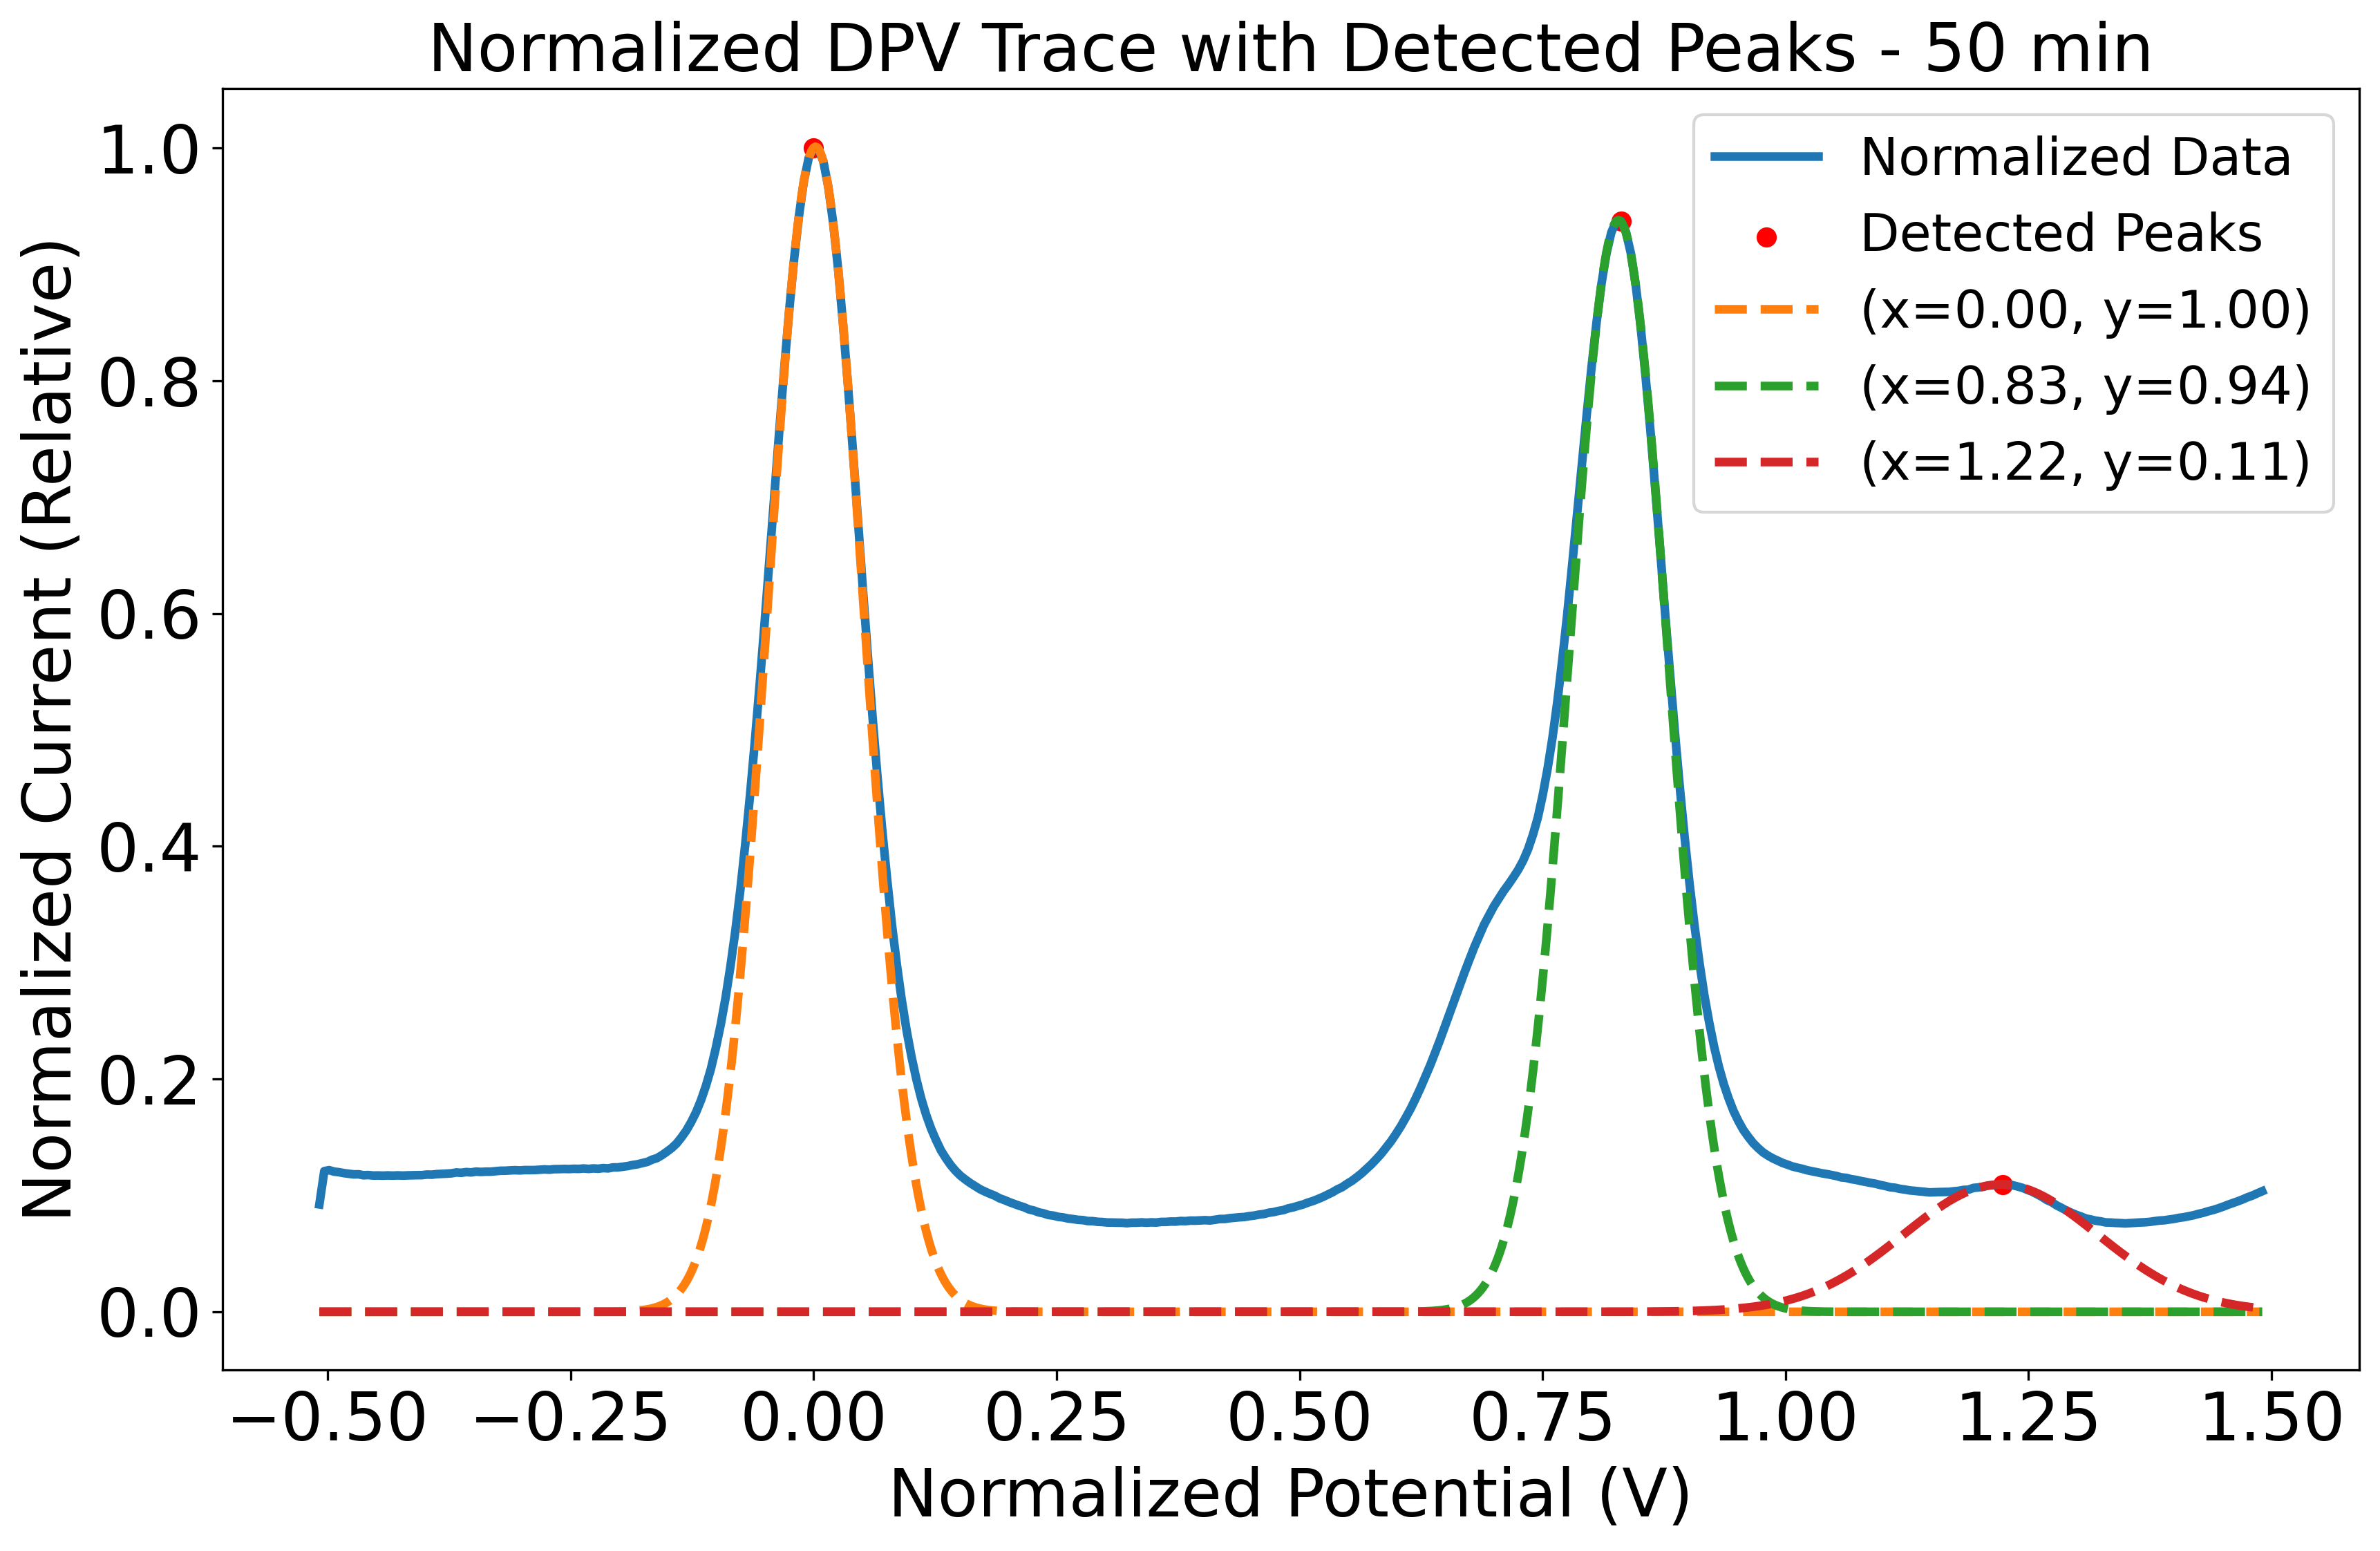 Normalized DPV Trace with Detected Peaks - 50 min
Normalized Current (Relative)
1.0
0.8
0.6
0.4
0.2
0.0
Normalized Data
Detected Peaks
(x=0.00, y=1.00)
(x=0.83, y=0.94)
(x=1.22, y=0.11)
−0.50 −0.25 0.00 0.25 0.50 0.75 1.00 1.25 1.50
Normalized Potential (V)